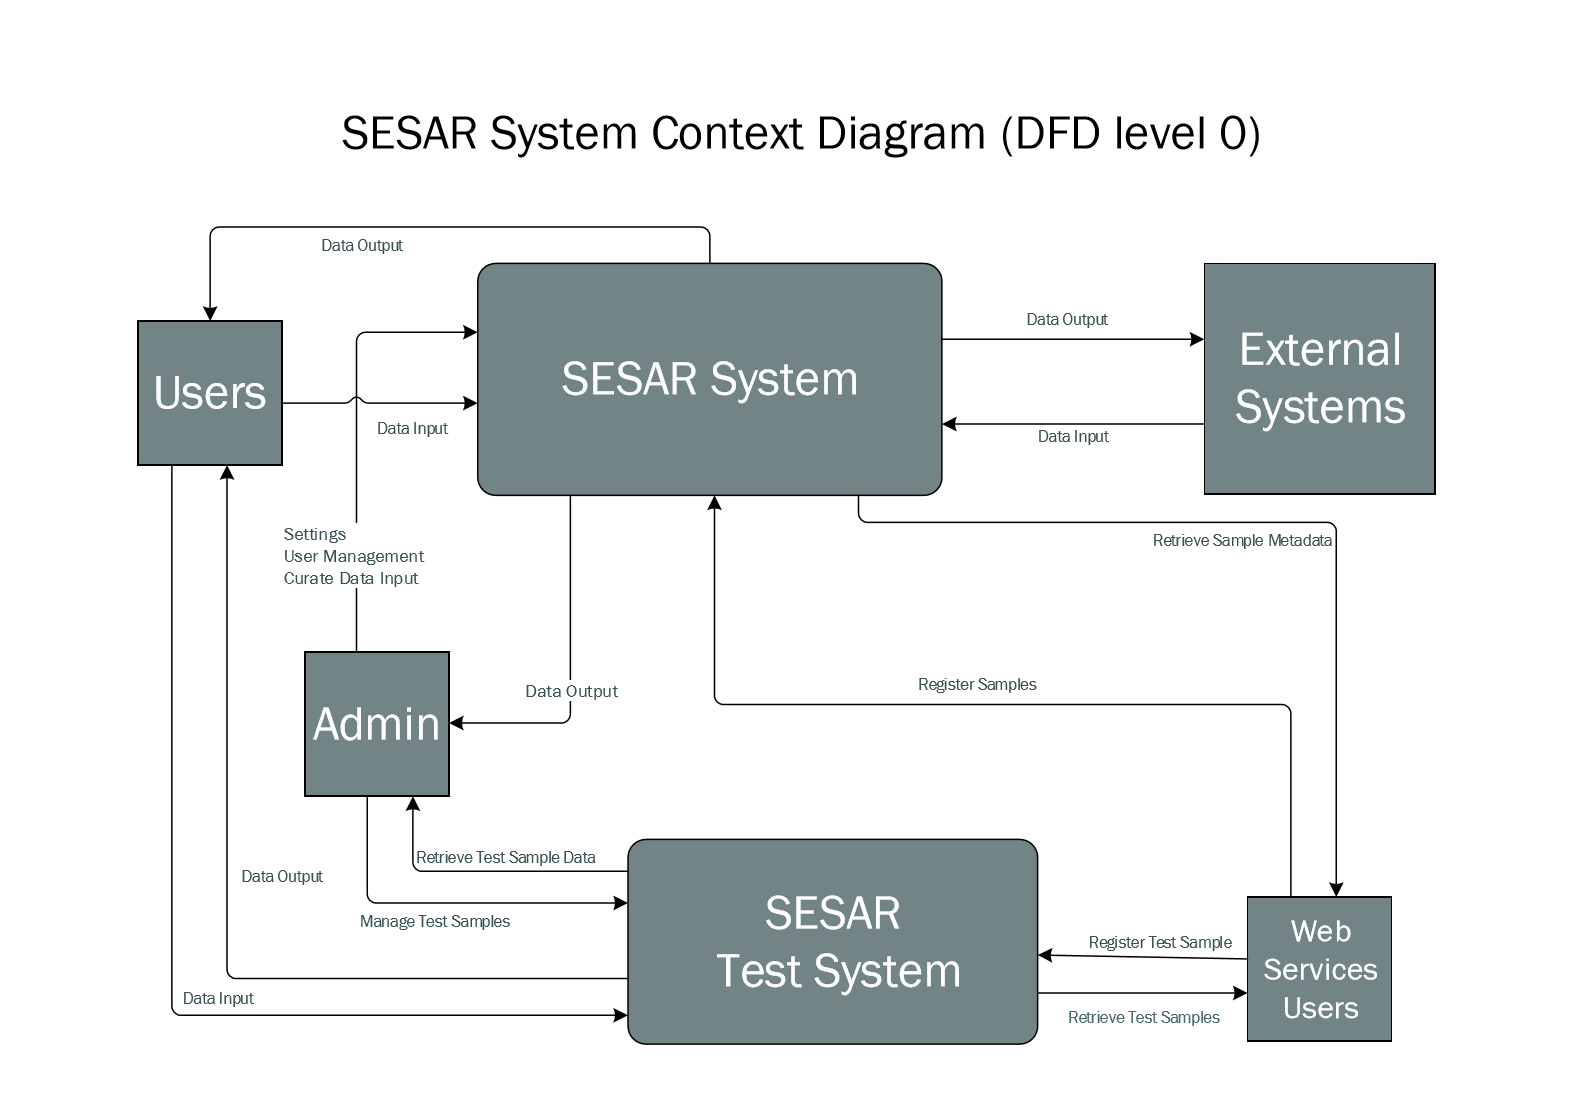 SESAR System Context Diagram (DFD level 0)
Data Output
Users
Data Input
SESAR System
Data Output
External
Systems
Data Input
Settings
User Management
Curate Data Input
Retrieve Sample Metadata
Admin
Data Output
Register Samples
Retrieve Test Sample Data
Data Output
Manage Test Samples
Data Input
SESAR
Test System
Register Test Sample
Retrieve Test Samples
Web
Services
Users